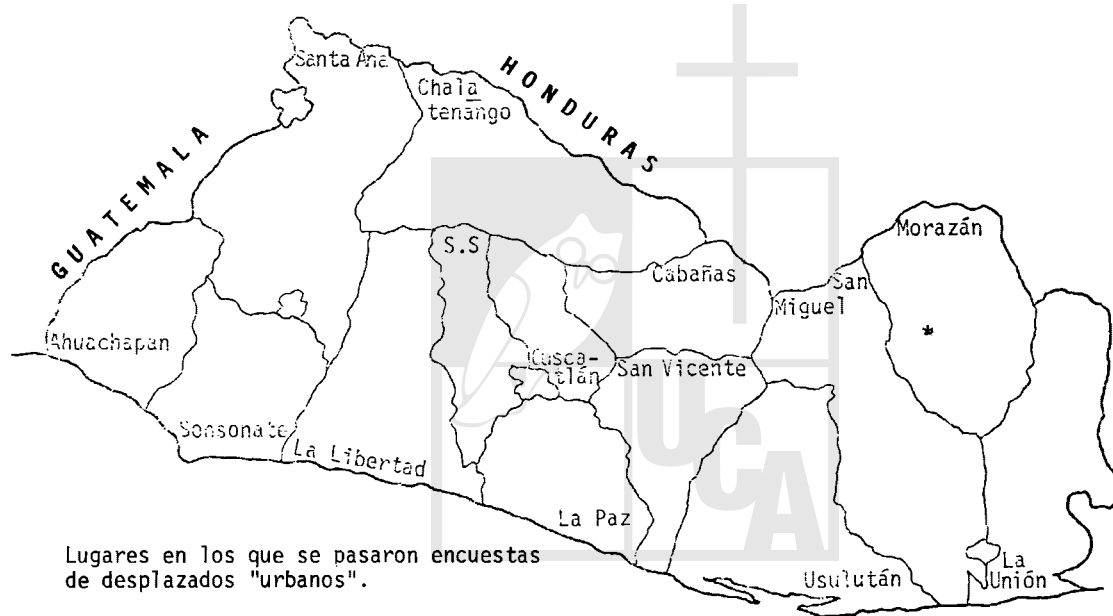 Santa Ana
HONDURAS
Chala
tenango
GUATEMALA
Morazán
S.S
Cabañas
San
Miguel
*
Ahuachapan
Cusca-
tlán
San Vicente
Sonsonate
La Libertad
UCA
La Paz
Lugares en los que se pasaron encuestas
de desplazados "urbanos".
Usulután
La
Unión